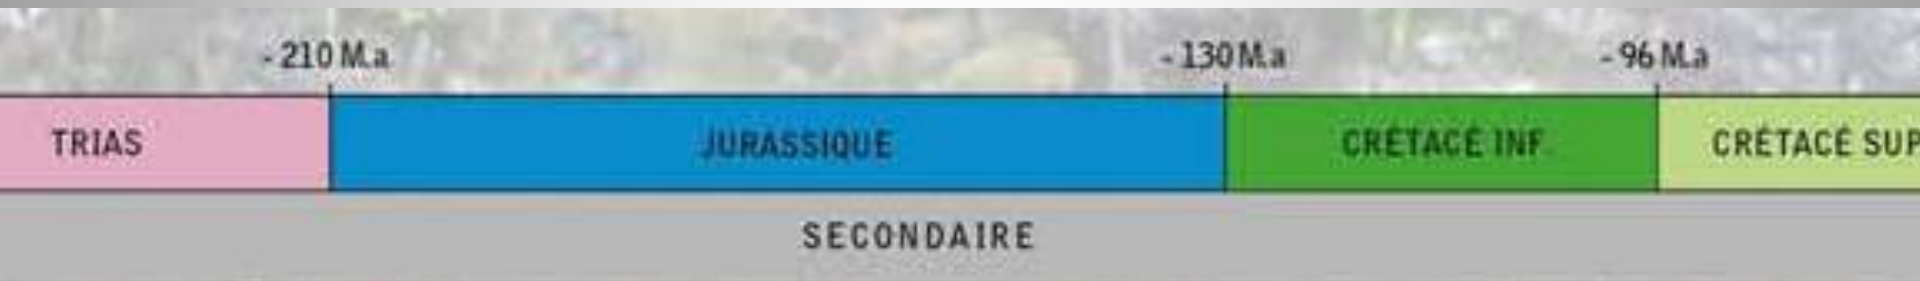 - 210 M.a - 130 M.a - 96 M.a
TRIAS JURASSIQUE CRÉTACÉ INF. CRÉTACÉ SUP
SECONDAIRE